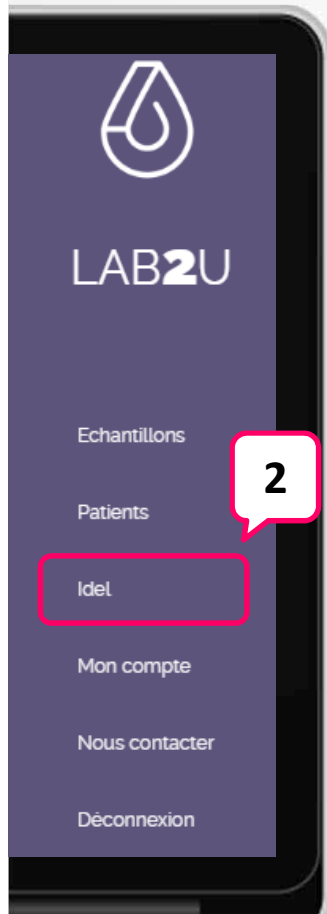 LAB2U
Echantillons
2
Patients
Idel
Mon compte
Nous contacter
Déconnexion